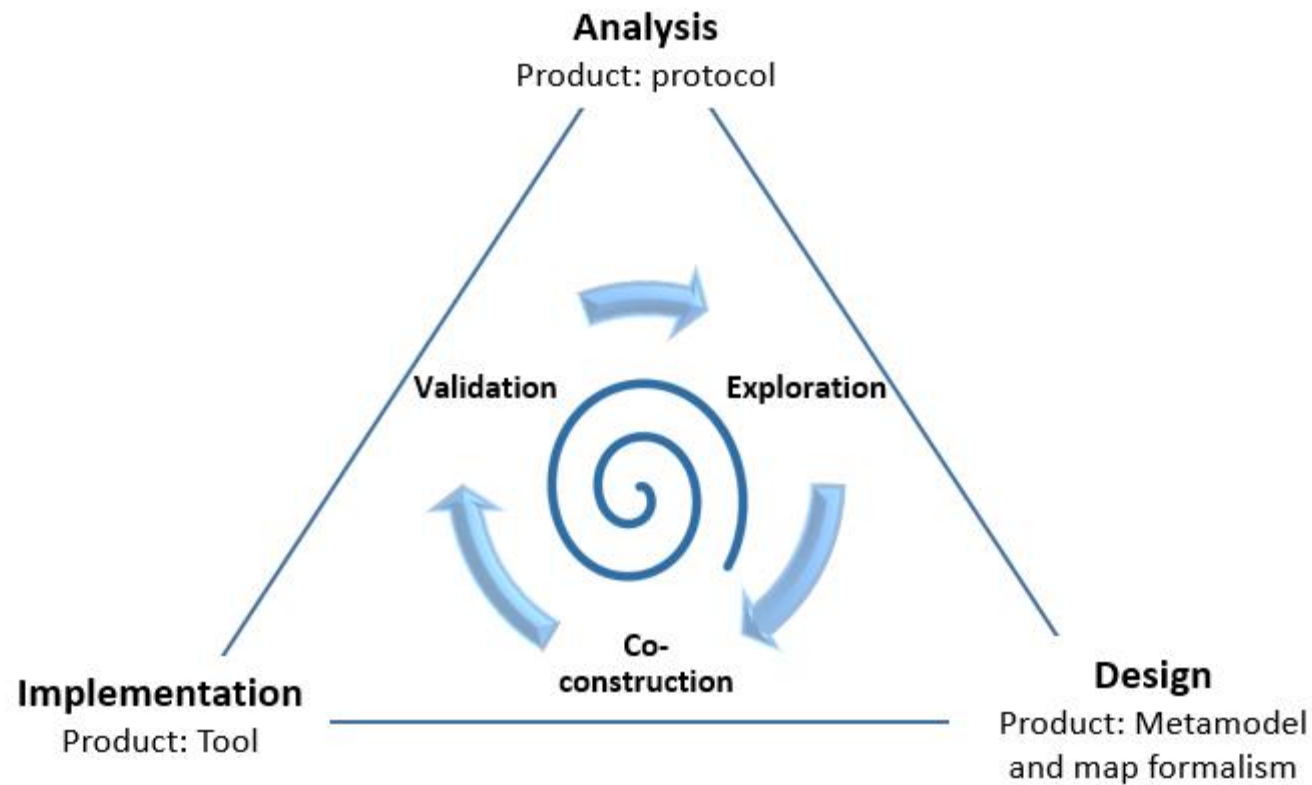 Analysis
Product: protocol
Validation
Exploration
Co-
construction
Implementation
Product: Tool
Design
Product: Metamodel
and map formalism